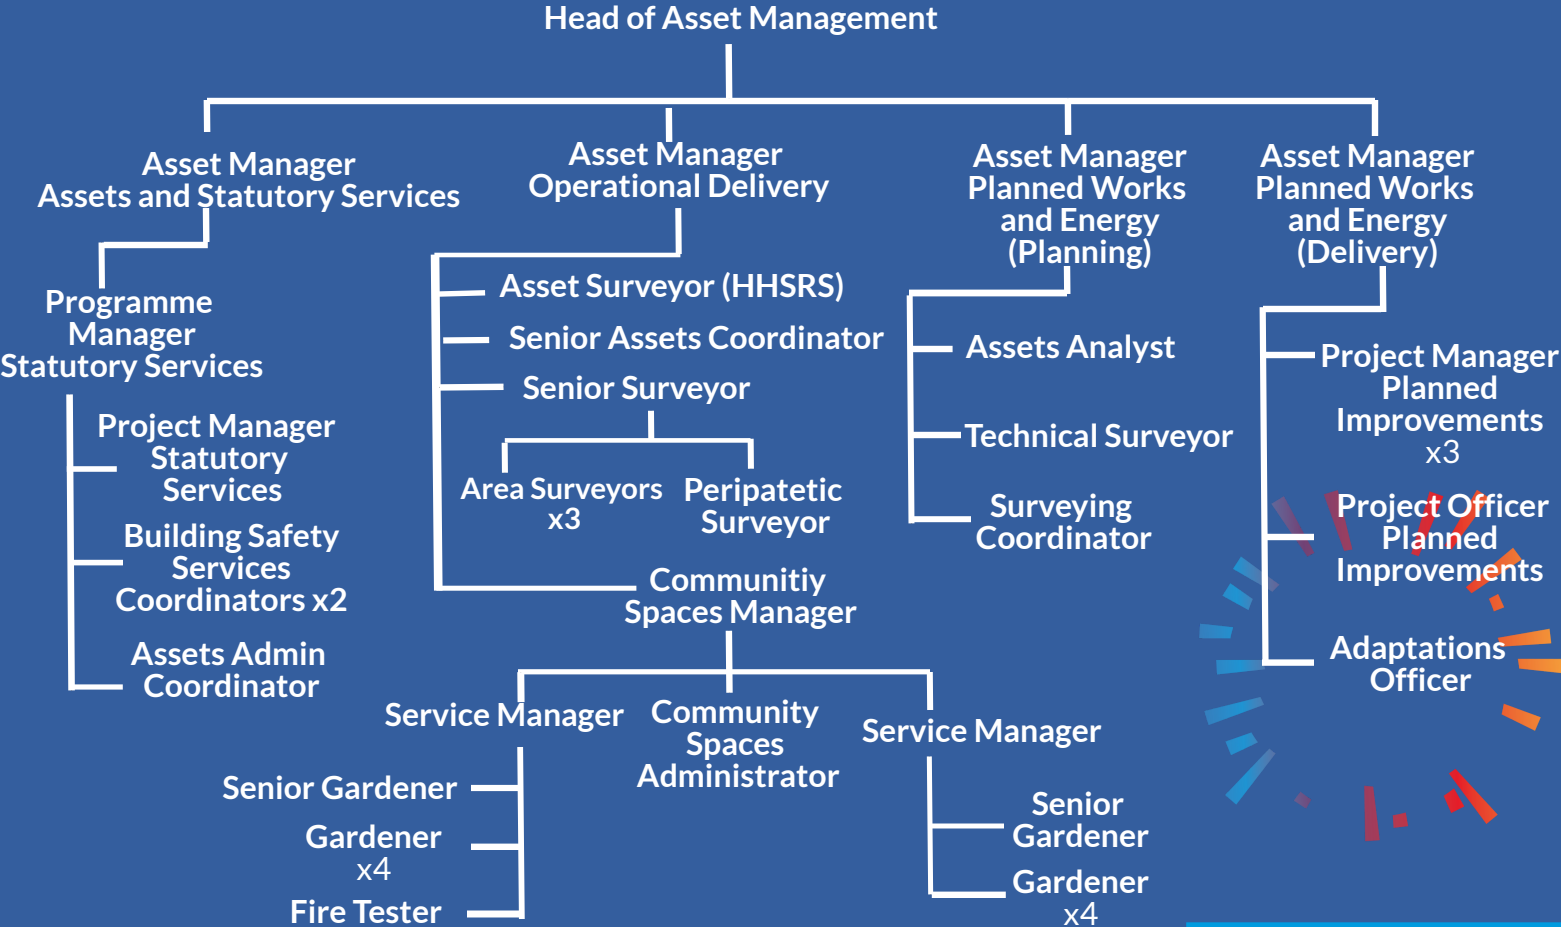 Head of Asset Management
Asset Manager
Assets and Statutory Services
Programme
Manager
Statutory Services
Project Manager
Statutory
Services
Building Safety
Services
Coordinators x2
Assets Admin
Coordinator
Asset Manager
Operational Delivery
Asset Surveyor (HHSRS)
Senior Assets Coordinator
Senior Surveyor
Area Surveyors
x3
Peripatetic
Surveyor
Communitiy
Spaces Manager
Service Manager
Senior Gardener
Gardener
x4
Fire Tester
Community
Spaces
Administrator
Service Manager
Senior
Gardener
Gardener
x4
Asset Manager
Planned Works
and Energy
(Planning)
Assets Analyst
Technical Surveyor
Surveying
Coordinator
Asset Manager
Planned Works
and Energy
(Delivery)
Project Manager
Planned
Improvements
x3
Project Officer
Planned
Improvements
Adaptations
Officer